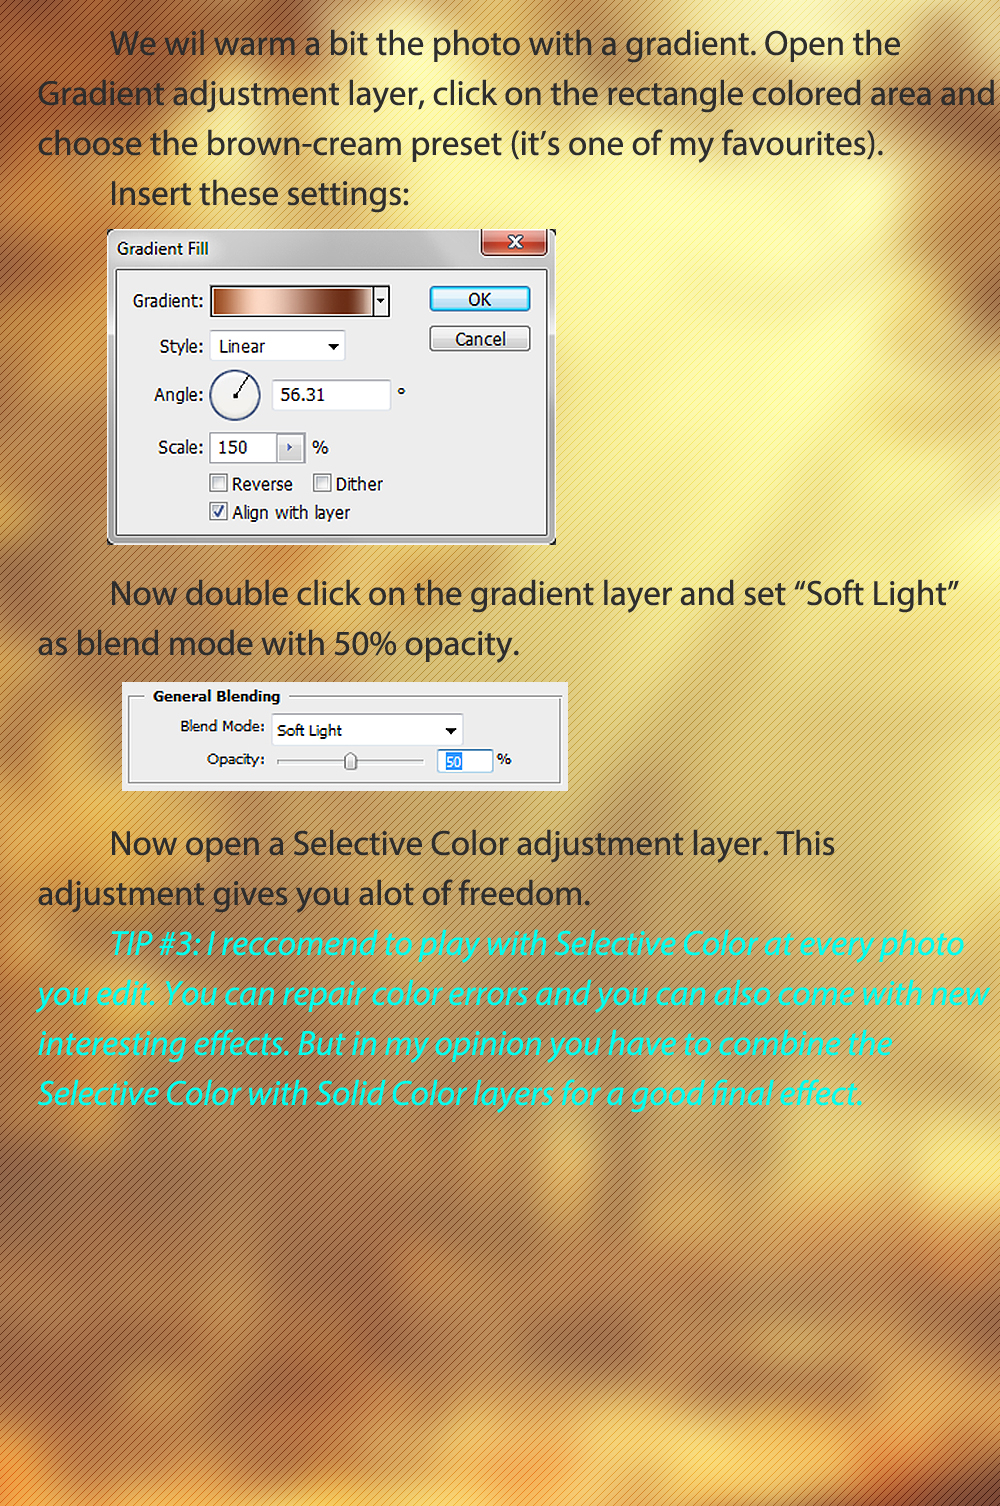 We wil warm a bit the photo with a gradient. Open the
Gradient adjustment layer, click on the rectangle colored area and
choose the brown-cream preset (it’s one of my favourites).
Insert these settings:
Gradient Fill
Gradient: OK
Style: Linear Cancel
Angle: 56.31 °
Scale: 150 %
Reverse Dither
Align with layer
Now double click on the gradient layer and set “Soft Light”
as blend mode with 50% opacity.
General Blending
Blend Mode: Soft Light
Opacity: 50 %
Now open a Selective Color adjustment layer. This
adjustment gives you alot of freedom.
TIP #3: I reccomend to play with Selective Color at every photo
you edit. You can repair color errors and you can also come with new
interesting effects. But in my opinion you have to combine the
Selective Color with Solid Color layers for a good final effect.